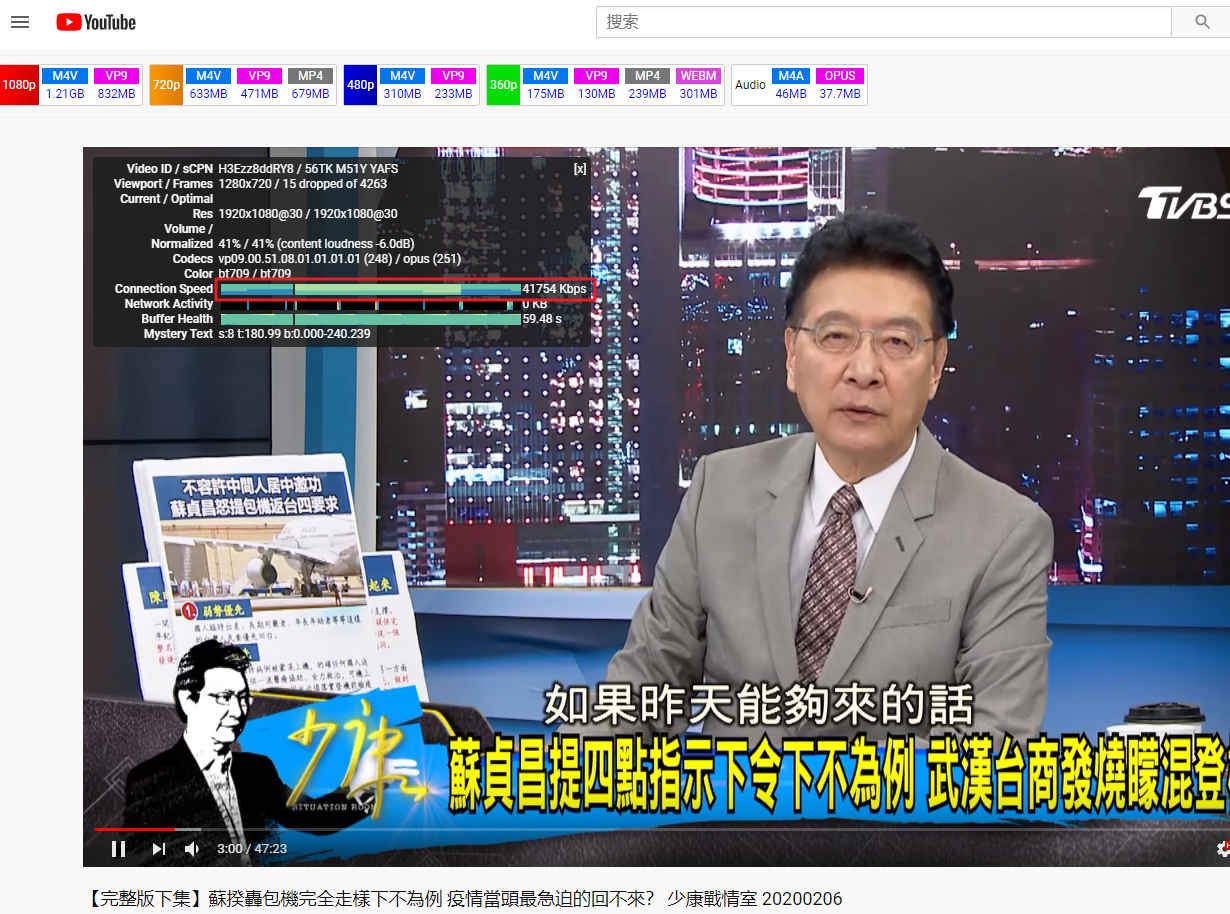 YouTube
搜索
1080p M4V 1.21GB VP9 832MB 720p M4V 633MB VP9 471MB MP4 679MB 480p M4V 310MB VP9 233MB 360p M4V 175MB VP9 130MB MP4 239MB WEBM 301MB Audio M4A 46MB OPUS 37.7MB
Video ID / sCPN H3Ezz8ddRY8 / 56TK M51Y YAFS [x]
Viewport / Frames 1280x720 / 15 dropped of 4263
Current / Optimal
Res 1920x1080@30 / 1920x1080@30
Volume /
Normalized 41% / 41% (content loudness -6.0dB)
Codecs vp09.00.51.08.01.01.01.01 (248) / opus (251)
Color bt709 / bt709
Connection Speed 41754 Kbps
Network Activity 0 KB
Buffer Health 59.48 s
Mystery Text s:8 t:180.99 b:0.000-240.239
TVBS
不容許中間人居中邀功
蘇貞昌怒提包機返台四要求
1. 弱勢優先
陳
起來
如果昨天能夠來的話
少康
SITUATION ROOM
蘇貞昌提四點指示下令下不為例 武漢台商發燒矇混登
3:00 / 47:23
【完整版下集】蘇揆轟包機完全走樣下不為例 疫情當頭最急迫的回不來? 少康戰情室 20200206